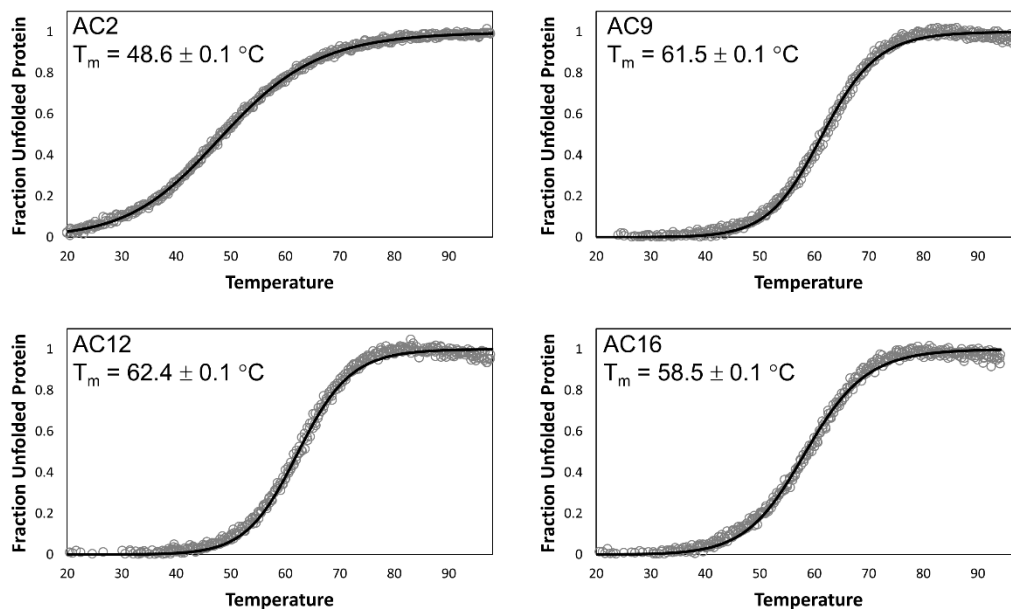 AC2
T_m = 48.6 ± 0.1 °C
Fraction Unfolded Protein
1
0.8
0.6
0.4
0.2
0
20 30 40 50 60 70 80 90
Temperature
AC9
T_m = 61.5 ± 0.1 °C
Fraction Unfolded Protein
1
0.8
0.6
0.4
0.2
0
20 30 40 50 60 70 80 90
Temperature
AC12
T_m = 62.4 ± 0.1 °C
Fraction Unfolded Protein
1
0.8
0.6
0.4
0.2
0
20 30 40 50 60 70 80 90
Temperature
AC16
T_m = 58.5 ± 0.1 °C
Fraction Unfolded Protien
1
0.8
0.6
0.4
0.2
0
20 30 40 50 60 70 80 90
Temperature